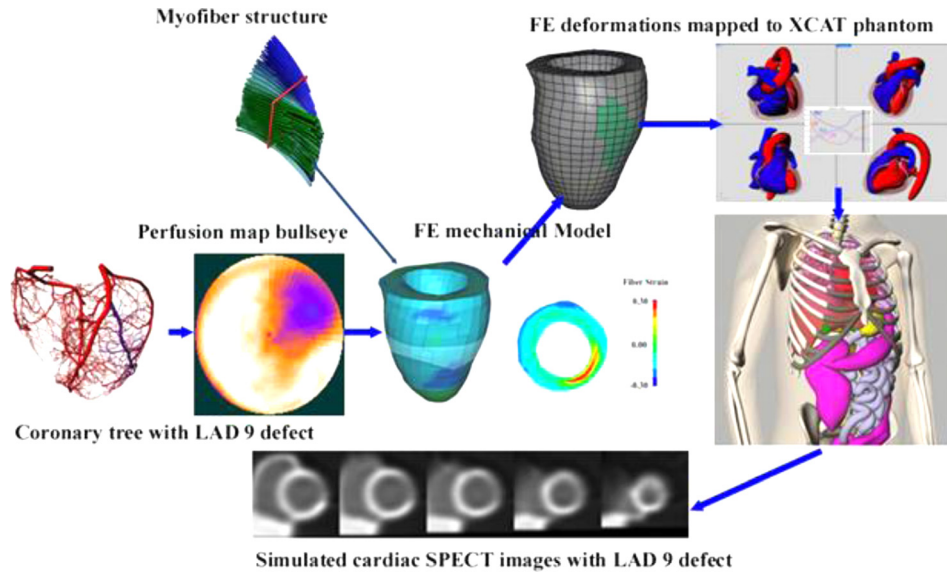 Myofiber structure
FE deformations mapped to XCAT phantom
Perfusion map bullseye
FE mechanical Model
Fiber Strain
0.30
0.00
-0.30
Coronary tree with LAD 9 defect
Simulated cardiac SPECT images with LAD 9 defect